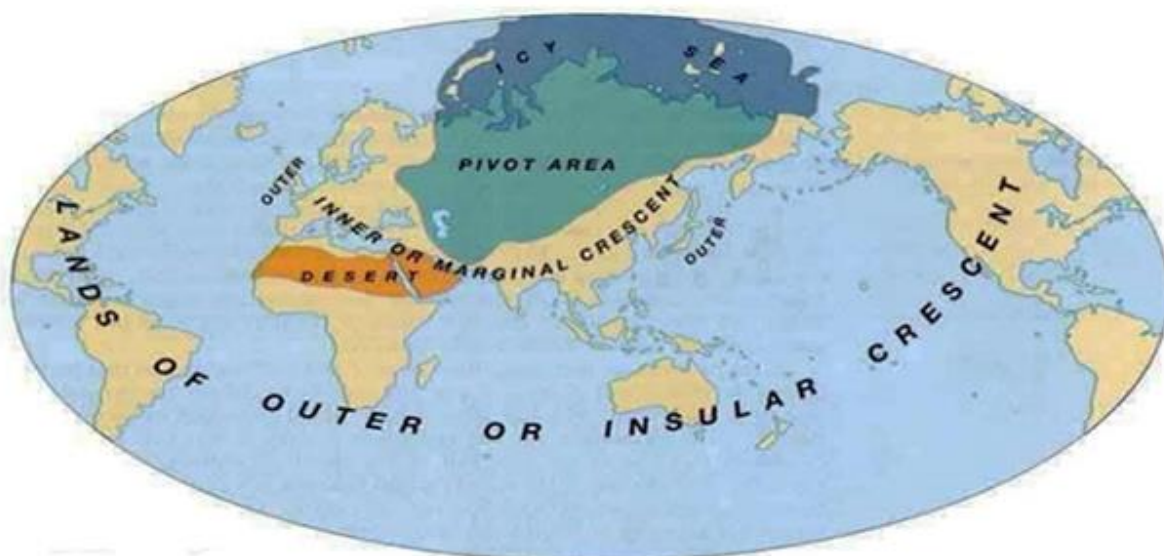 ICY SEA
PIVOT AREA
OUTER
INNER OR MARGINAL CRESCENT
OUTER
DESERT
LANDS OF OUTER OR INSULAR CRESCENT